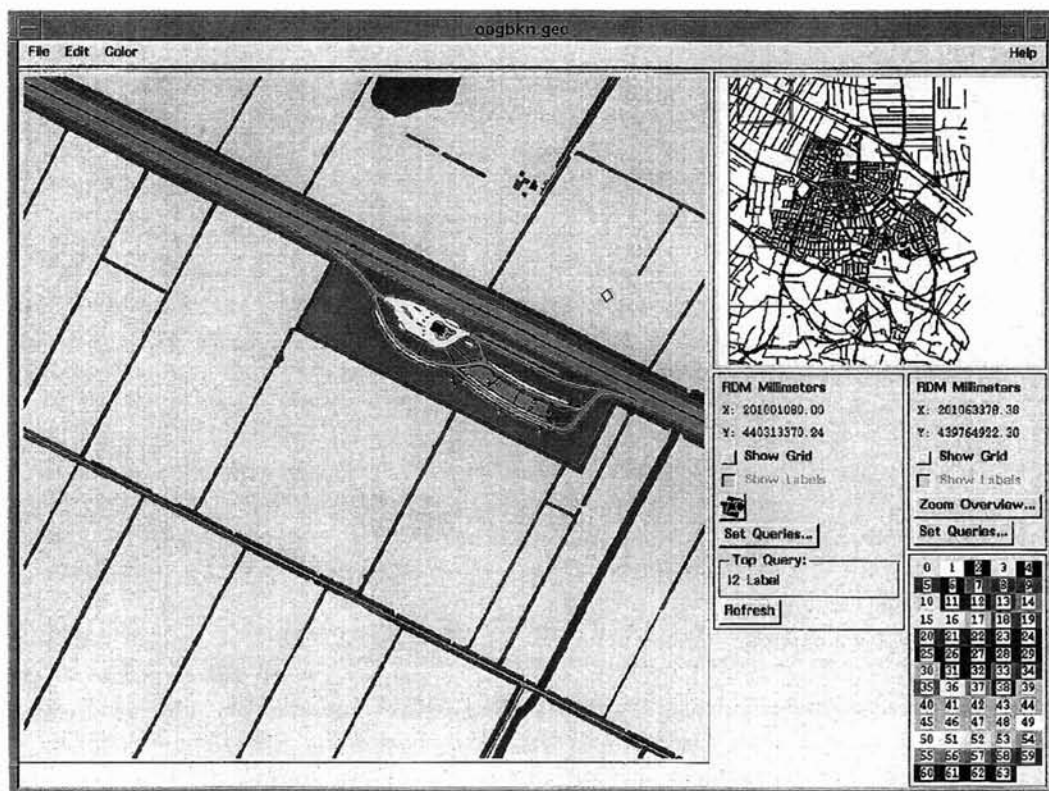 oogbkn.geo
File Edit Color Help
RDM Millimeters
X: 201001080.00
Y: 440313370.24
Show Grid
Show Labels
Set Queries...
Top Query:
12 Label
Refresh
RDM Millimeters
X: 201063378.30
Y: 439764922.30
Show Grid
Show Labels
Zoom Overview...
Set Queries...
0 1 2 3 4
5 6 7 8 9
10 11 12 13 14
15 16 17 18 19
20 21 22 23 24
25 26 27 28 29
30 31 32 33 34
35 36 37 38 39
40 41 42 43 44
45 46 47 48 49
50 51 52 53 54
55 56 57 58 59
60 61 62 63